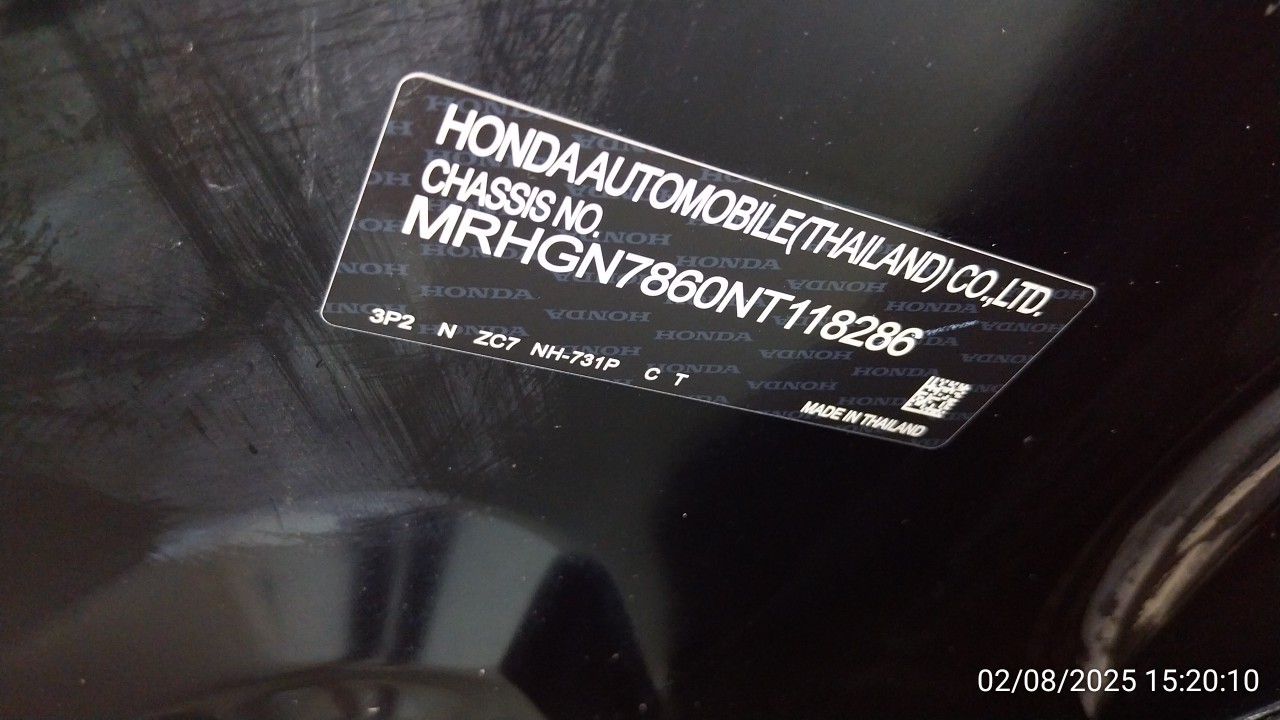 HONDA AUTOMOBILE (THAILAND) CO.,LTD.
CHASSIS NO.
MRHGN7860NT118286
3P2 N ZC7 NH-731P C T
MADE IN THAILAND
02/08/2025 15:20:10